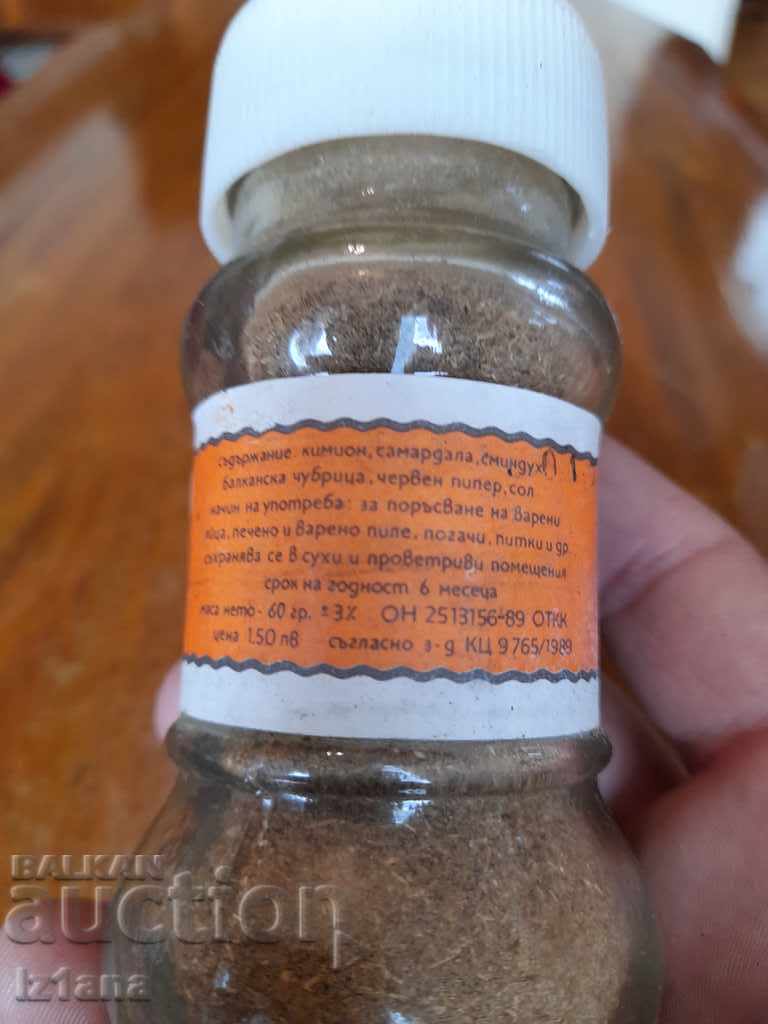 съдържание: кимион, самардала, сминдух,
балканска чубрица, червен пипер, сол
начин на употреба: за поръсване на варени
яйца, печено и варено пиле, погачи, питки и др.
съхранява се в сухи и проветриви помещения
срок на годност 6 месеца
маса нето - 60 гр. ± 3% ОН 2513156-89 ОТКК
цена 1.50 лв съгласно з-д КЦ 9765/1989
BALKAN
auction
iz1ana